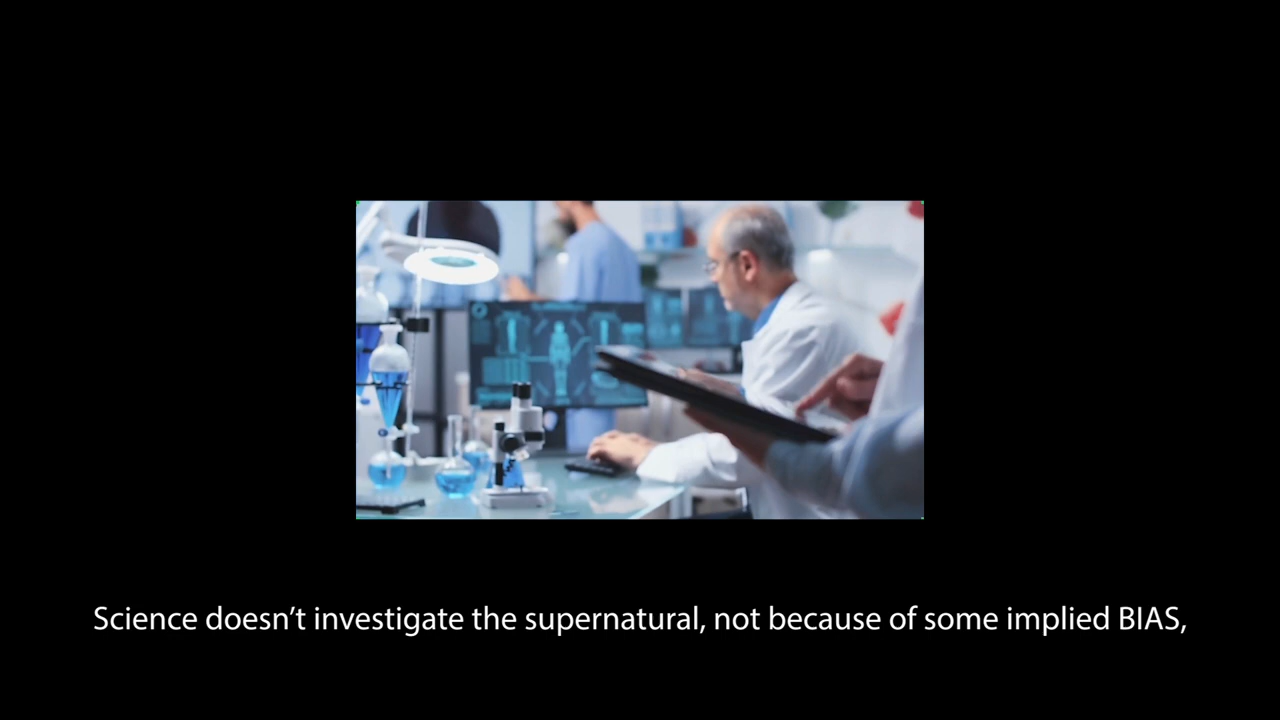 Science doesn’t investigate the supernatural, not because of some implied BIAS,